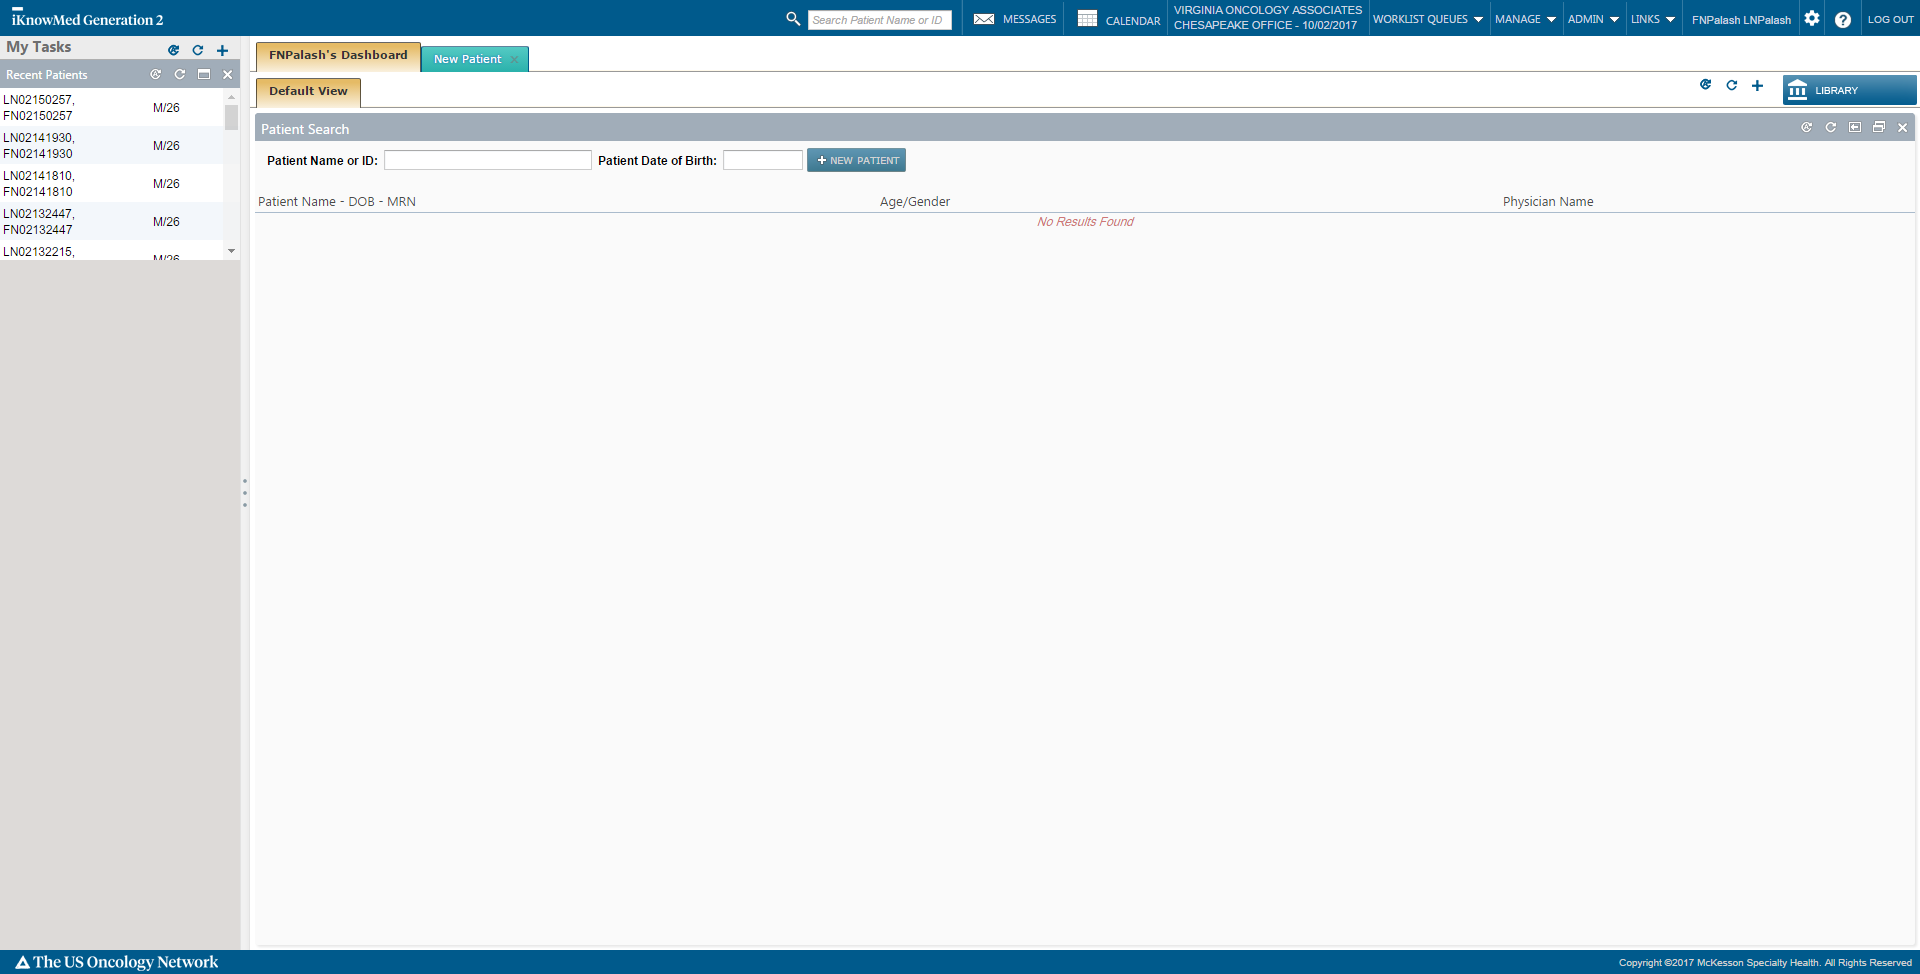 iKnowMed Generation 2
Search Patient Name or ID
MESSAGES
CALENDAR
VIRGINIA ONCOLOGY ASSOCIATES
CHESAPEAKE OFFICE - 10/02/2017
WORKLIST QUEUES
MANAGE
ADMIN
LINKS
FNPalash LNPalash
LOG OUT
My Tasks
Recent Patients
LN02150257,
FN02150257
M/26
LN02141930,
FN02141930
M/26
LN02141810,
FN02141810
M/26
LN02132447,
FN02132447
M/26
LN02132215,
M/26
FNPalash's Dashboard
New Patient
Default View
LIBRARY
Patient Search
Patient Name or ID:
Patient Date of Birth:
+ NEW PATIENT
Patient Name - DOB - MRN
Age/Gender
Physician Name
No Results Found
The US Oncology Network
Copyright ©2017 McKesson Specialty Health. All Rights Reserved